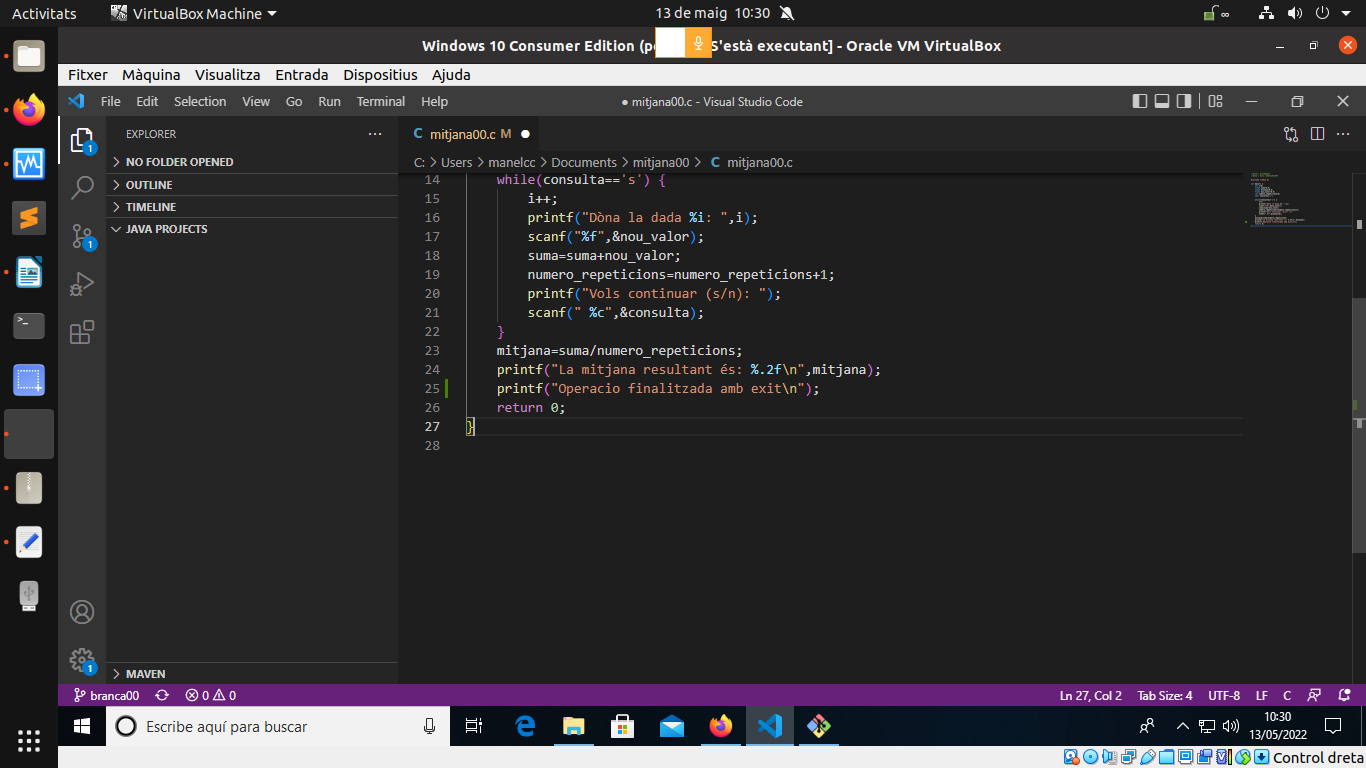 Activitats VirtualBox Machine 13 de maig 10:30
Windows 10 Consumer Edition (pe S'està executant] - Oracle VM VirtualBox
Fitxer Màquina Visualitza Entrada Dispositius Ajuda
File Edit Selection View Go Run Terminal Help ● mitjana00.c - Visual Studio Code
EXPLORER ··· C mitjana00.c M
NO FOLDER OPENED
C: > Users > manelcc > Documents > mitjana00 > C mitjana00.c
OUTLINE
TIMELINE
JAVA PROJECTS
14 while(consulta=='s') {
15 i++;
16 printf("Dòna la dada %i: ",i);
17 scanf("%f",&nou_valor);
18 suma=suma+nou_valor;
19 numero_repeticions=numero_repeticions+1;
20 printf("Vols continuar (s/n): ");
21 scanf(" %c",&consulta);
22 }
23 mitjana=suma/numero_repeticions;
24 printf("La mitjana resultant és: %.2f\n",mitjana);
25 printf("Operacio finalitzada amb exit\n");
26 return 0;
27 }
28
1
1
1
MAVEN
branca00 0 0 Ln 27, Col 2 Tab Size: 4 UTF-8 LF C
Escribe aquí para buscar 10:30
13/05/2022
Control dreta